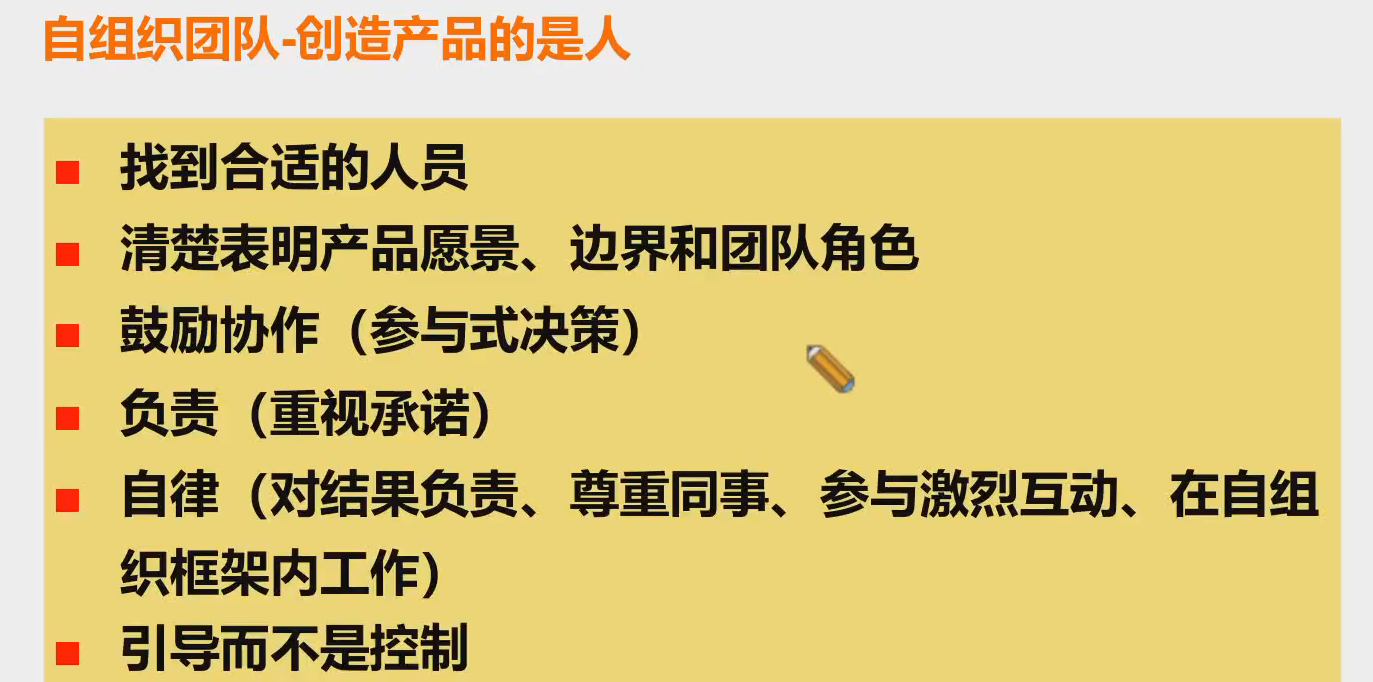 自组织团队-创造产品的是人
找到合适的人员
清楚表明产品愿景、边界和团队角色
鼓励协作（参与式决策）
负责（重视承诺）
自律（对结果负责、尊重同事、参与激烈互动、在自组
织框架内工作）
引导而不是控制